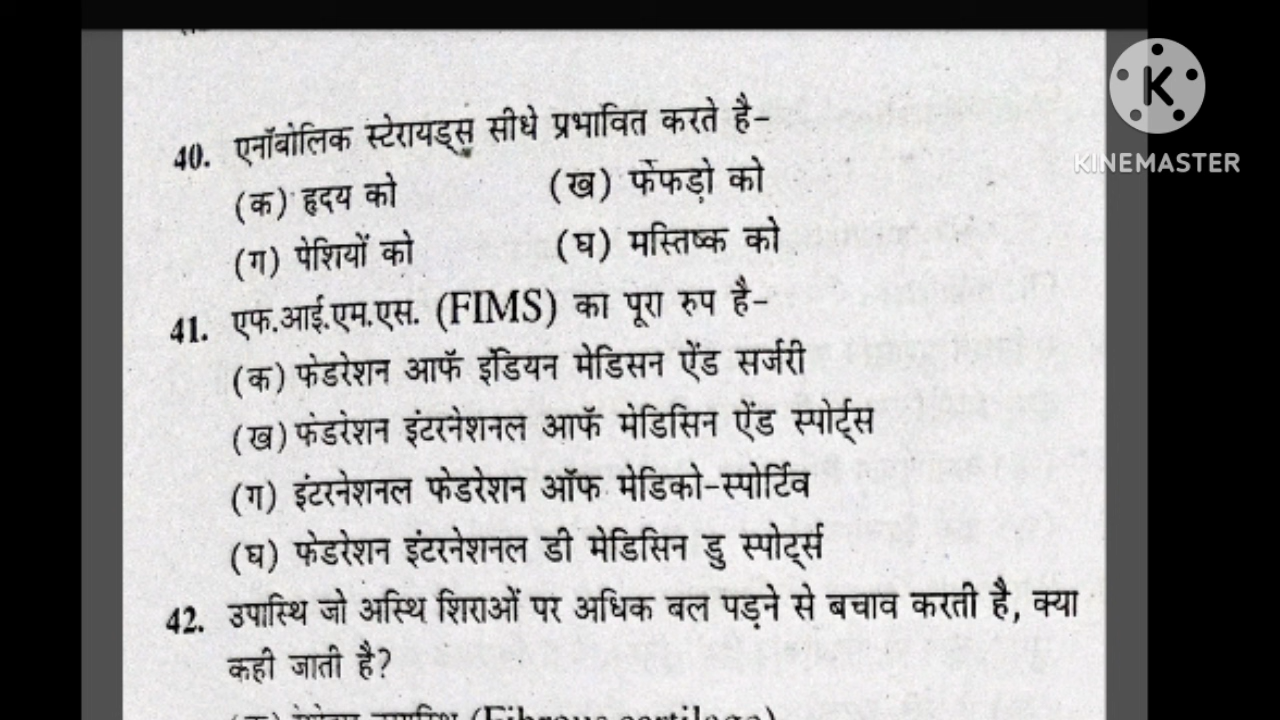 40. एनॉबोलिक स्टेरायड्स सीधे प्रभावित करते है-
(क) हृदय को (ख) फेंफड़ो को
(ग) पेशियों को (घ) मस्तिष्क को
41. एफ.आई.एम.एस. (FIMS) का पूरा रुप है-
(क) फेडरेशन आफॅ इंडियन मेडिसन ऐंड सर्जरी
(ख) फेडरेशन इंटरनेशनल आफॅ मेडिसिन ऐंड स्पोर्ट्स
(ग) इंटरनेशनल फेडरेशन ऑफ मेडिको-स्पोर्टिव
(घ) फेडरेशन इंटरनेशनल डी मेडिसिन डु स्पोर्ट्स
42. उपास्थि जो अस्थि शिराओं पर अधिक बल पड़ने से बचाव करती है, क्या
कही जाती है?
(Fibrous cartilage)
KINEMASTER